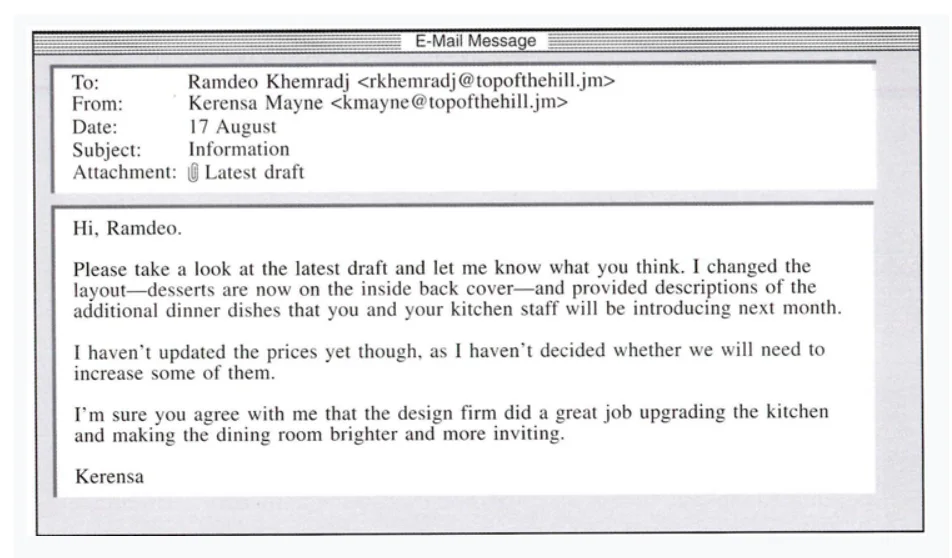 E-Mail Message
To: Ramdeo Khemradj <rkhemradj@topofthehill.jm>
From: Kerensa Mayne <kmayne@topofthehill.jm>
Date: 17 August
Subject: Information
Attachment: Latest draft
Hi, Ramdeo.
Please take a look at the latest draft and let me know what you think. I changed the
layout—desserts are now on the inside back cover—and provided descriptions of the
additional dinner dishes that you and your kitchen staff will be introducing next month.
I haven't updated the prices yet though, as I haven't decided whether we will need to
increase some of them.
I'm sure you agree with me that the design firm did a great job upgrading the kitchen
and making the dining room brighter and more inviting.
Kerensa